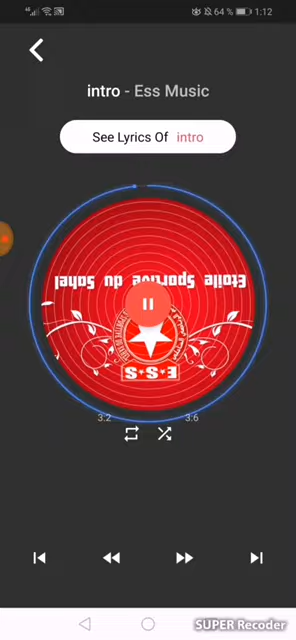 64 % 1:12
intro - Ess Music
See Lyrics Of intro
Etoile Sportive du Sahel
E★S★S
3:2 3:6
SUPER Recorder